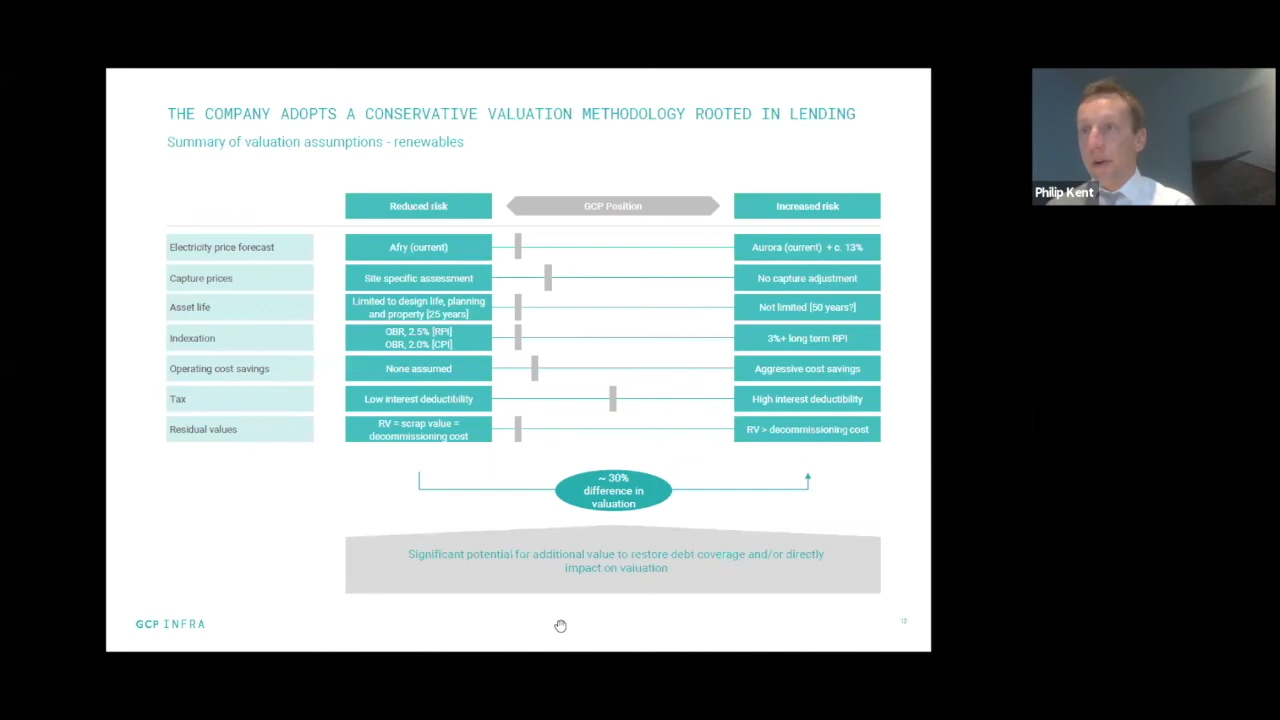 THE COMPANY ADOPTS A CONSERVATIVE VALUATION METHODOLOGY ROOTED IN LENDING
Summary of valuation assumptions - renewables
Reduced risk
GCP Position
Increased risk
Electricity price forecast
Afry (current)
Aurora (current) + c. 13%
Capture prices
Site specific assessment
No capture adjustment
Asset life
Limited to design life, planning
and property [25 years]
Not limited [50 years?]
Indexation
OBR, 2.5% [RPI]
OBR, 2.0% [CPI]
3%+ long term RPI
Operating cost savings
None assumed
Aggressive cost savings
Tax
Low interest deductibility
High interest deductibility
Residual values
RV = scrap value =
decommissioning cost
RV > decommissioning cost
~ 30%
difference in
valuation
Significant potential for additional value to restore debt coverage and/or directly
impact on valuation
GCP INFRA
Philip Kent